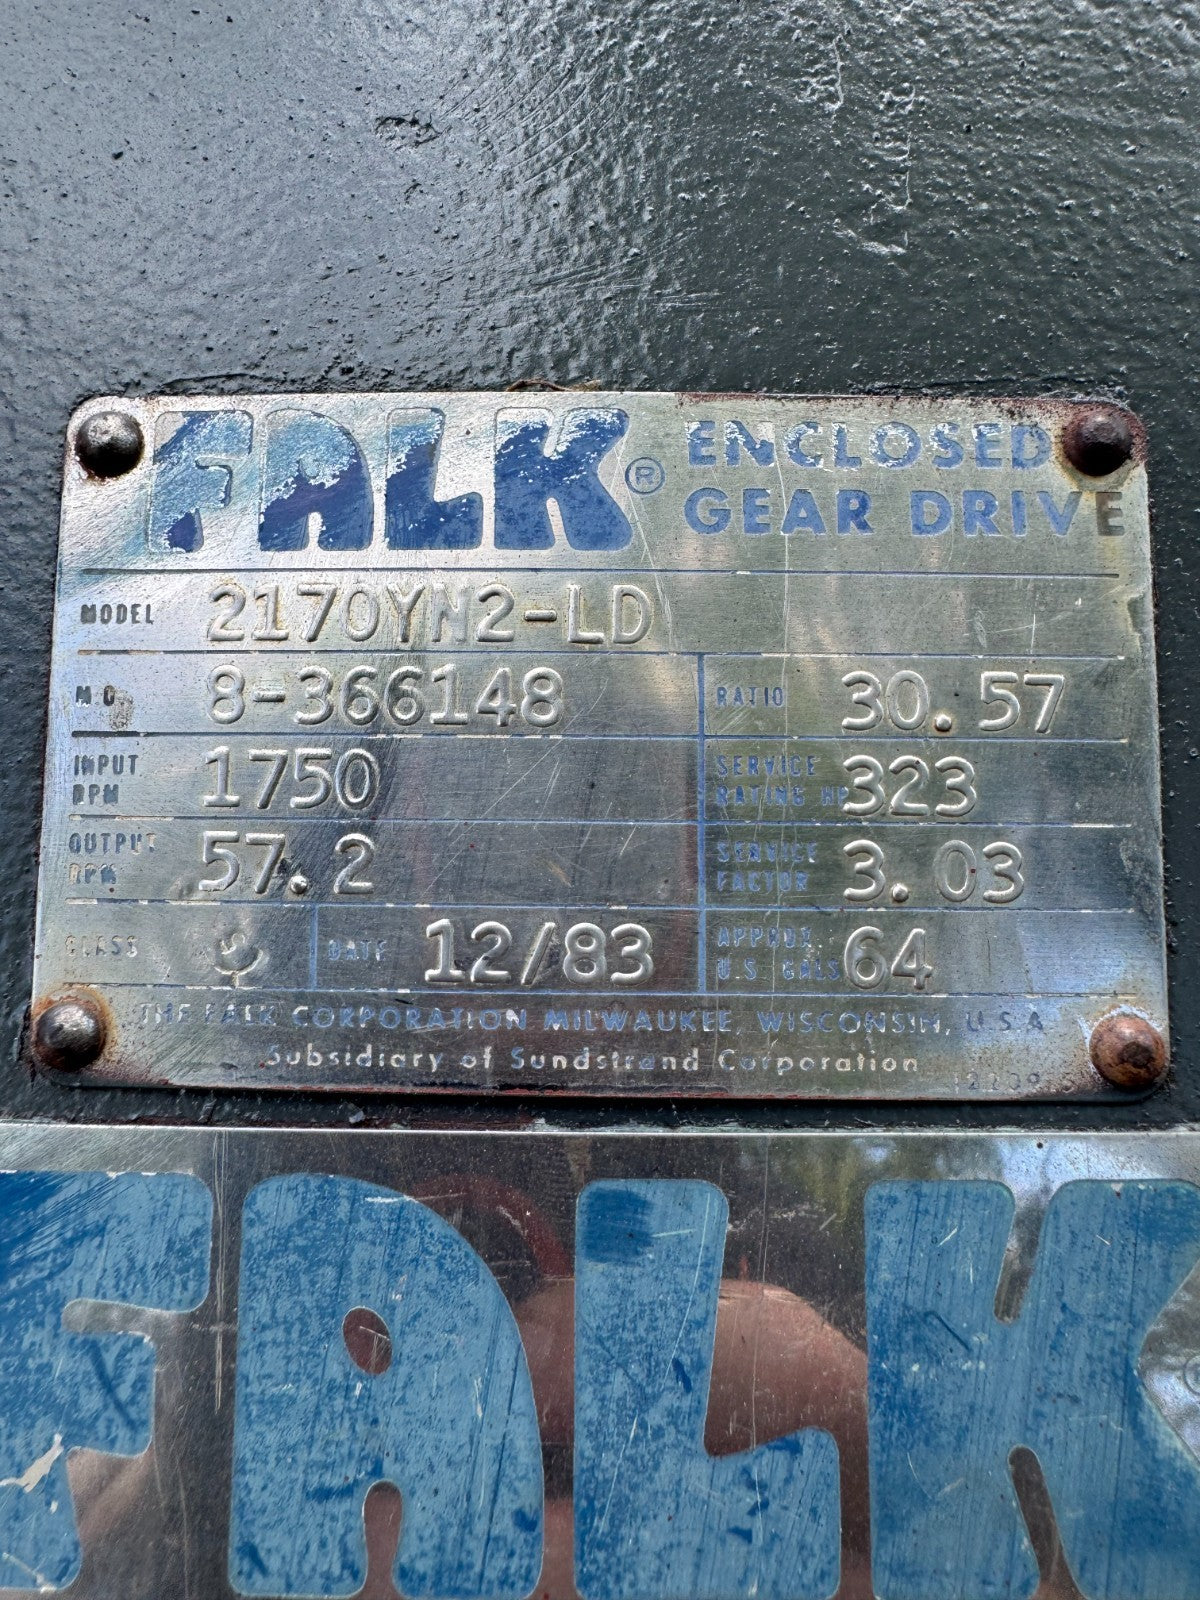 FALK® ENCLOSED
GEAR DRIVE
MODEL 2170YN2-LD
M.O. 8-366148 RATIO 30.57
INPUT RPM 1750 SERVICE RATING HP 323
OUTPUT RPM 57.2 SERVICE FACTOR 3.03
CLASS DATE 12/83 APPROX. U.S. GALS 64
THE FALK CORPORATION MILWAUKEE, WISCONSIN, U.S.A
Subsidiary of Sundstrand Corporation
FALK